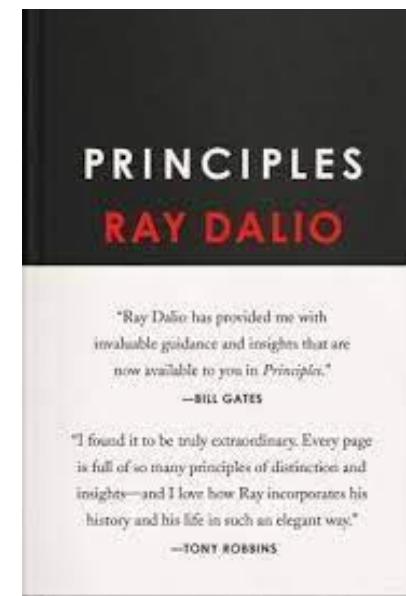 PRINCIPLES
RAY DALIO
“Ray Dalio has provided me with
invaluable guidance and insights that are
now available to you in Principles.”
—BILL GATES
“I found it to be truly extraordinary. Every page
is full of so many principles of distinction and
insights—and I love how Ray incorporates his
history and his life in such an elegant way.”
—TONY ROBBINS